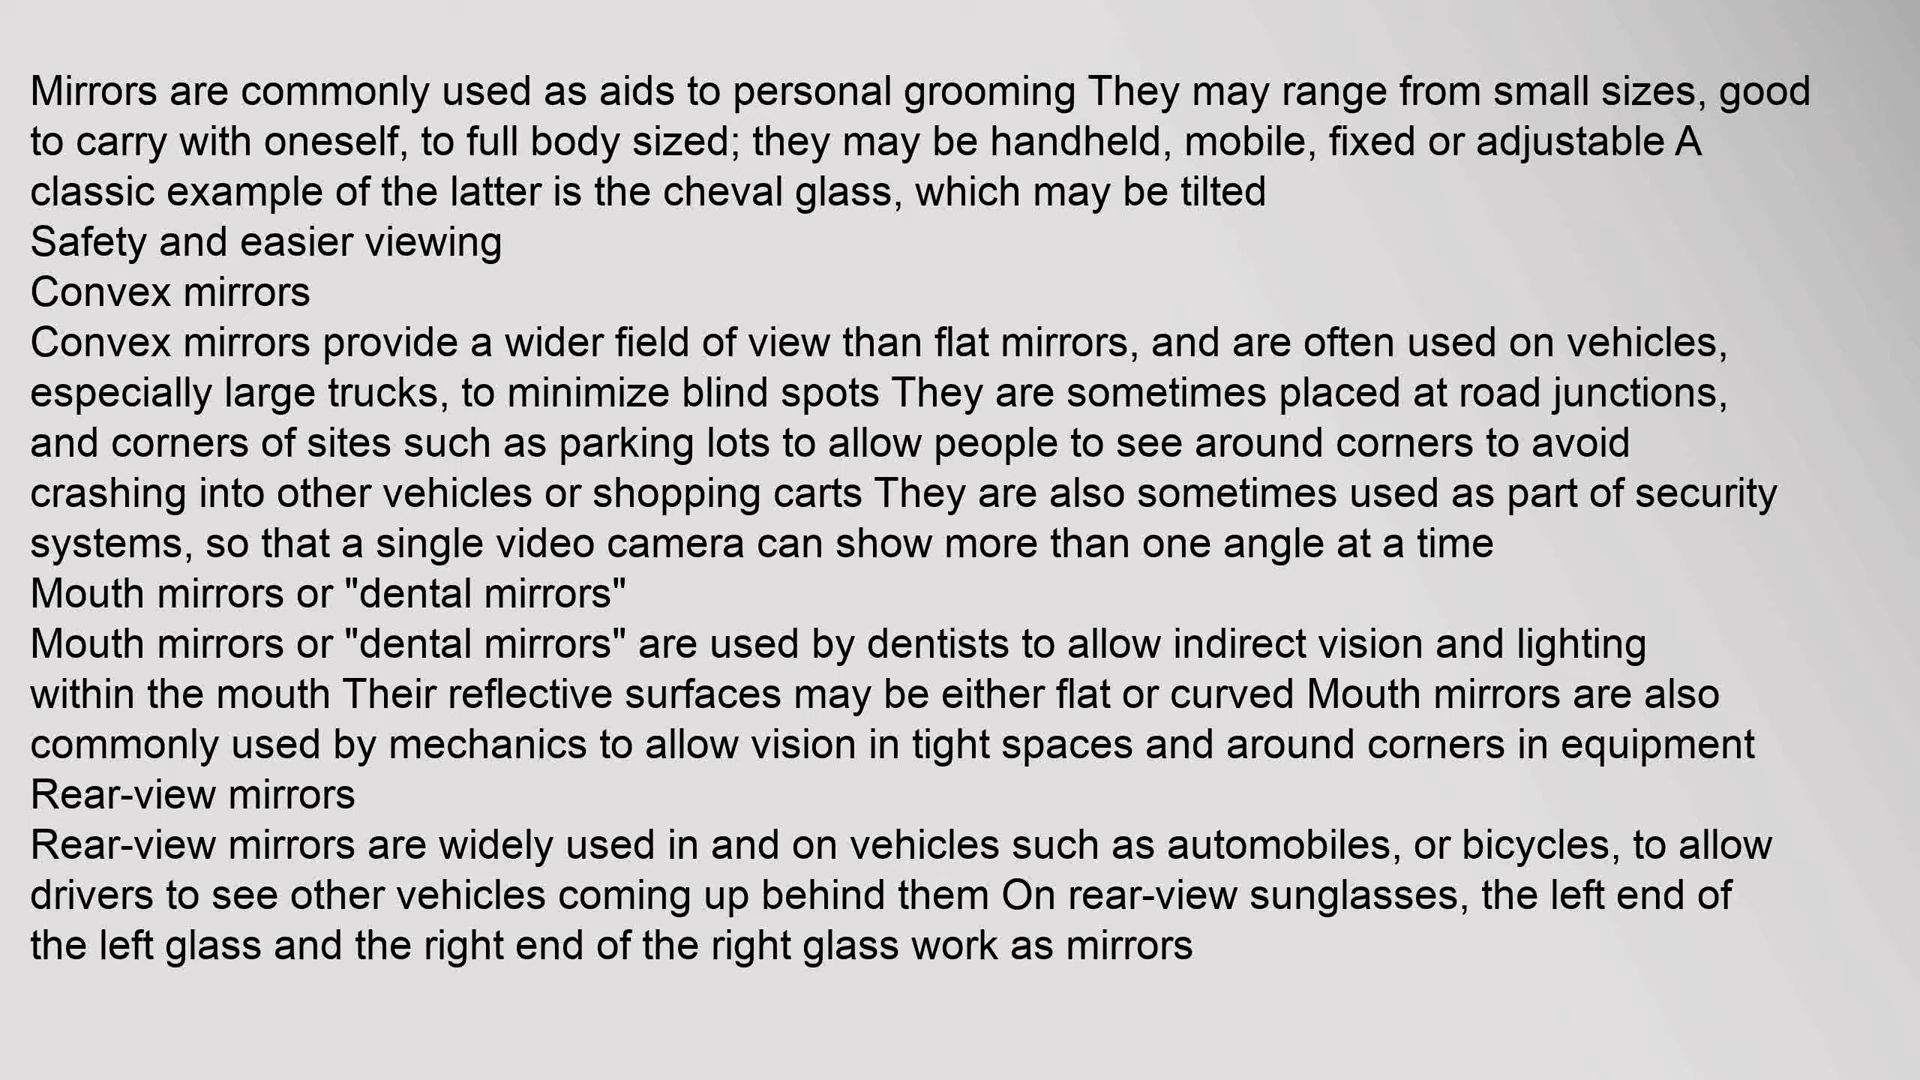 Mirrors are commonly used as aids to personal grooming They may range from small sizes, good
to carry with oneself, to full body sized; they may be handheld, mobile, fixed or adjustable A
classic example of the latter is the cheval glass, which may be tilted
Safety and easier viewing
Convex mirrors
Convex mirrors provide a wider field of view than flat mirrors, and are often used on vehicles,
especially large trucks, to minimize blind spots They are sometimes placed at road junctions,
and corners of sites such as parking lots to allow people to see around corners to avoid
crashing into other vehicles or shopping carts They are also sometimes used as part of security
systems, so that a single video camera can show more than one angle at a time
Mouth mirrors or "dental mirrors"
Mouth mirrors or "dental mirrors" are used by dentists to allow indirect vision and lighting
within the mouth Their reflective surfaces may be either flat or curved Mouth mirrors are also
commonly used by mechanics to allow vision in tight spaces and around corners in equipment
Rear-view mirrors
Rear-view mirrors are widely used in and on vehicles such as automobiles, or bicycles, to allow
drivers to see other vehicles coming up behind them On rear-view sunglasses, the left end of
the left glass and the right end of the right glass work as mirrors